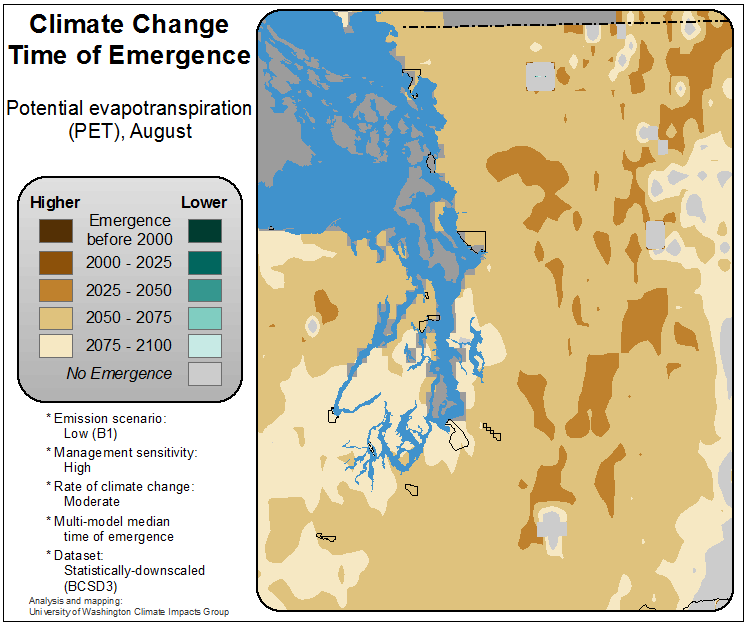 Climate Change
Time of Emergence
Potential evapotranspiration
(PET), August
Higher Lower
Emergence
before 2000
2000 - 2025
2025 - 2050
2050 - 2075
2075 - 2100
No Emergence
* Emission scenario:
Low (B1)
* Management sensitivity:
High
* Rate of climate change:
Moderate
* Multi-model median
time of emergence
* Dataset:
Statistically-downscaled
(BCSD3)
Analysis and mapping:
University of Washington Climate Impacts Group